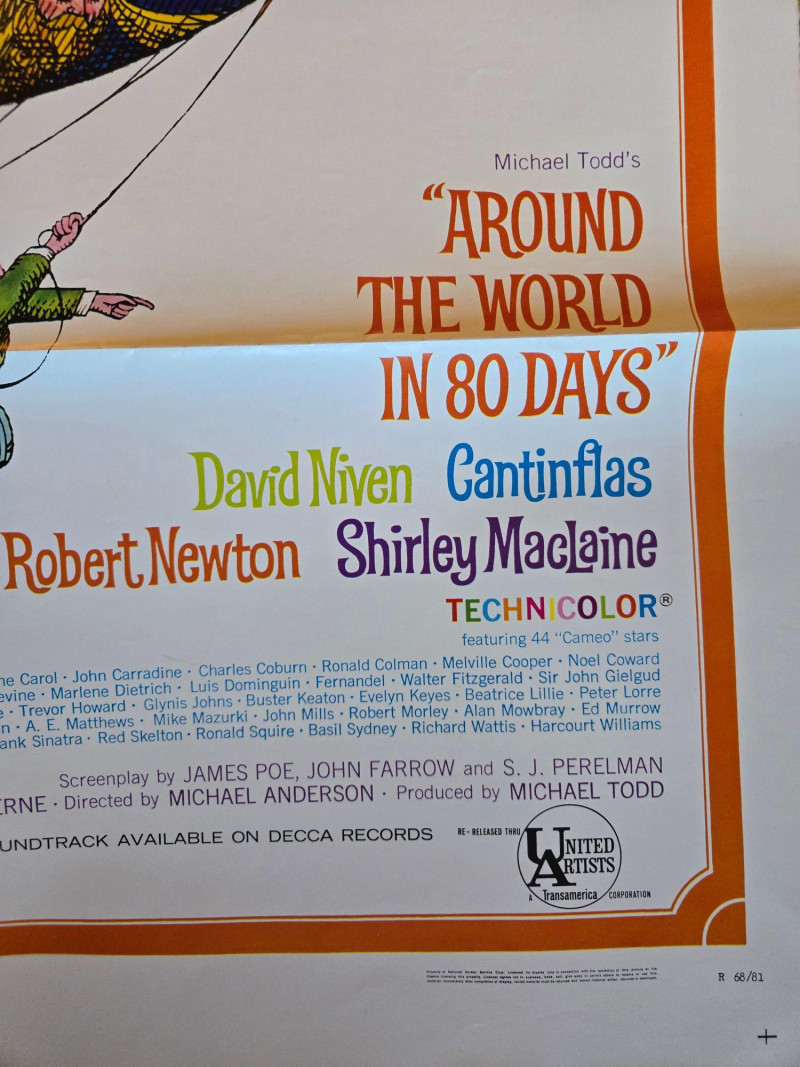 Michael Todd's
“AROUND
THE WORLD
IN 80 DAYS”
David Niven Cantinflas
Robert Newton Shirley MacLaine
TECHNICOLOR®
featuring 44 “Cameo” stars
ne Carol · John Carradine · Charles Coburn · Ronald Colman · Melville Cooper · Noel Coward
evine · Marlene Dietrich · Luis Dominguin · Fernandel · Walter Fitzgerald · Sir John Gielgud
e · Trevor Howard · Glynis Johns · Buster Keaton · Evelyn Keyes · Beatrice Lillie · Peter Lorre
n · A. E. Matthews · Mike Mazurki · John Mills · Robert Morley · Alan Mowbray · Ed Murrow
ank Sinatra · Red Skelton · Ronald Squire · Basil Sydney · Richard Wattis · Harcourt Williams
Screenplay by JAMES POE, JOHN FARROW and S. J. PERELMAN
ERNE · Directed by MICHAEL ANDERSON · Produced by MICHAEL TODD
UNDTRACK AVAILABLE ON DECCA RECORDS
RE-RELEASED THRU
UNITED
ARTISTS
A Transamerica CORPORATION
R 68/81